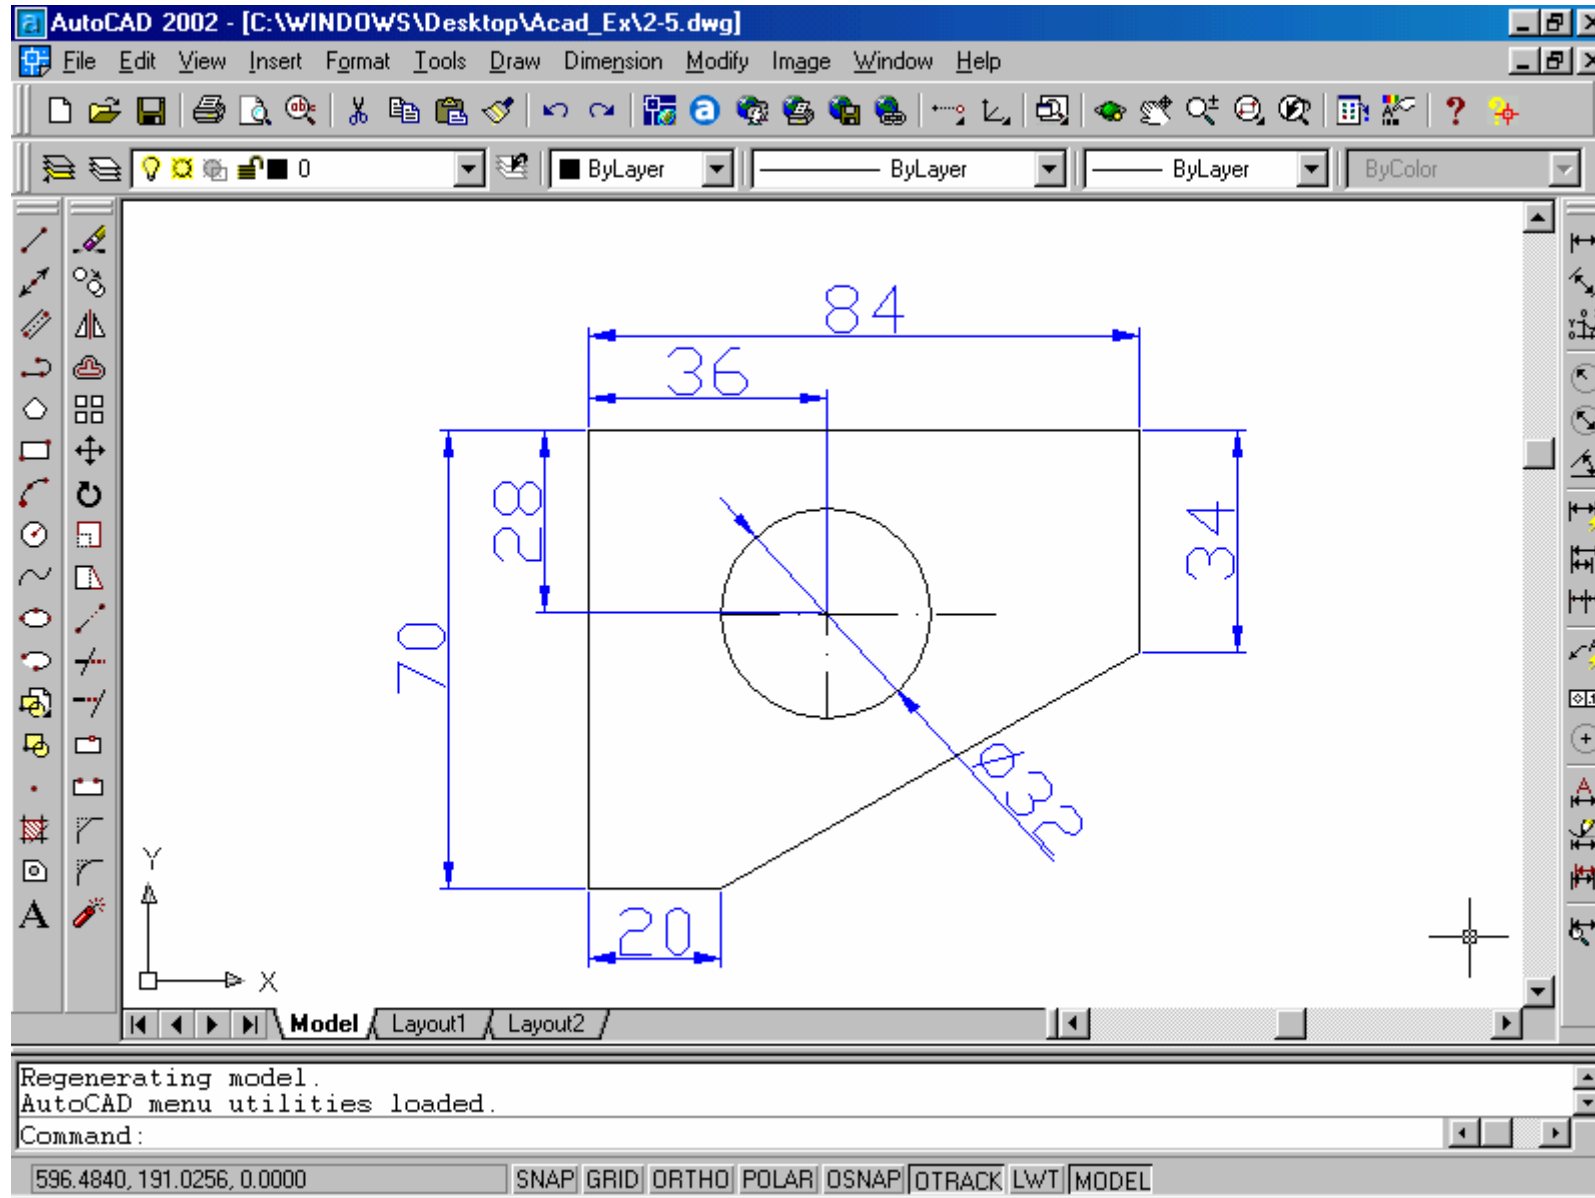 AutoCAD 2002 - [C:\WINDOWS\Desktop\Acad_Ex\2-5.dwg]
File Edit View Insert Format Tools Draw Dimension Modify Image Window Help
0 ByLayer ByLayer ByLayer ByColor
84
36
28
34
70
Ø32
20
Y
X
Model Layout1 Layout2
Regenerating model.
AutoCAD menu utilities loaded.
Command:
596.4840, 191.0256, 0.0000 SNAP GRID ORTHO POLAR OSNAP OTRACK LWT MODEL